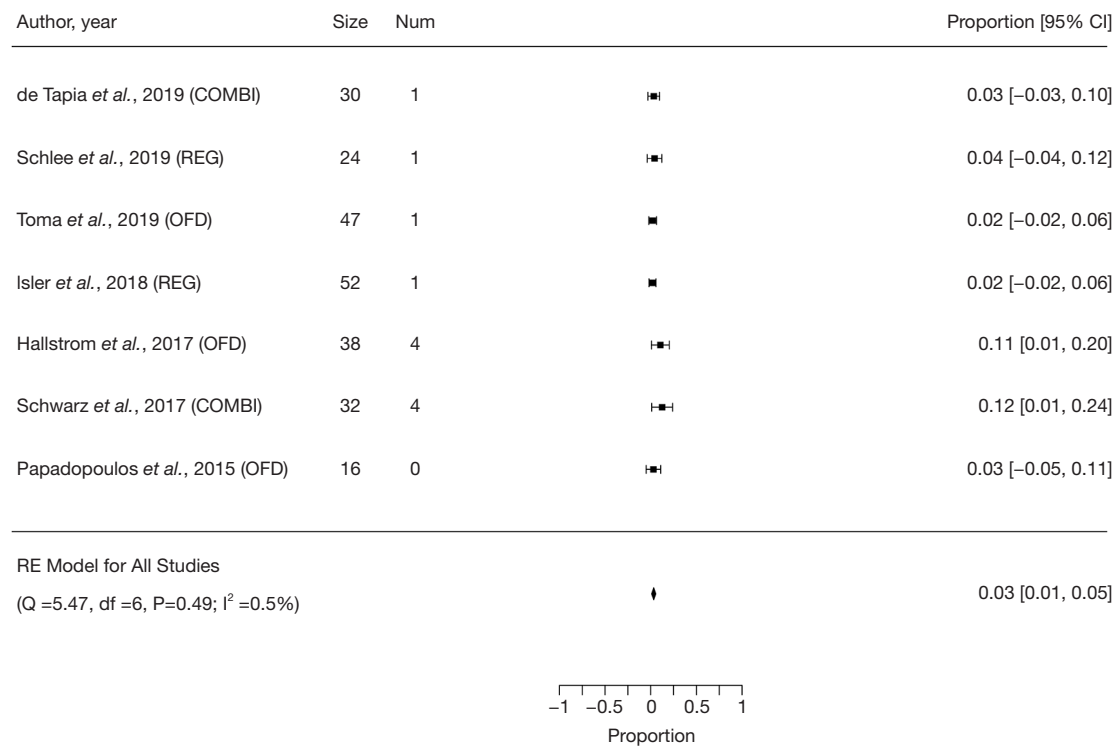 Author, year Size Num Proportion [95% CI]
de Tapia et al., 2019 (COMBI) 30 1 0.03 [−0.03, 0.10]
Schlee et al., 2019 (REG) 24 1 0.04 [−0.04, 0.12]
Toma et al., 2019 (OFD) 47 1 0.02 [−0.02, 0.06]
Isler et al., 2018 (REG) 52 1 0.02 [−0.02, 0.06]
Hallstrom et al., 2017 (OFD) 38 4 0.11 [0.01, 0.20]
Schwarz et al., 2017 (COMBI) 32 4 0.12 [0.01, 0.24]
Papadopoulos et al., 2015 (OFD) 16 0 0.03 [−0.05, 0.11]
RE Model for All Studies
(Q =5.47, df =6, P=0.49; I² =0.5%) 0.03 [0.01, 0.05]
−1 −0.5 0 0.5 1
Proportion